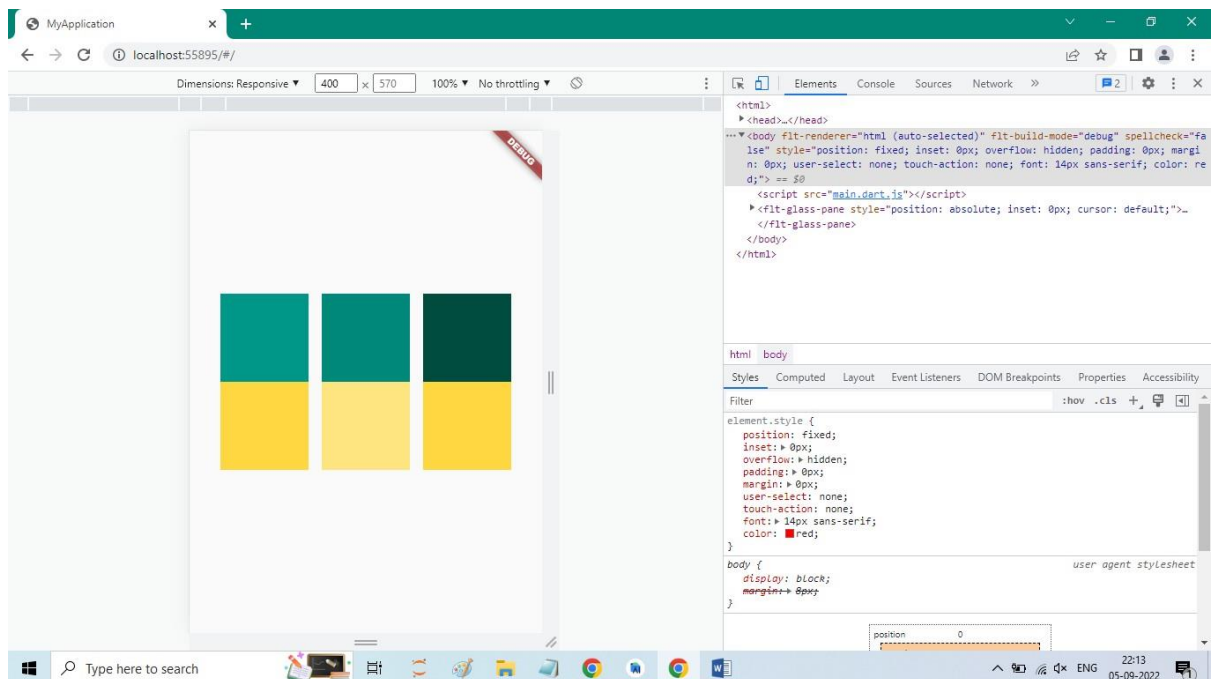 MyApplication
localhost:55895/#/
Dimensions: Responsive ▼ 400 × 570 100% ▼ No throttling ▼
Elements Console Sources Network » 2
DEBUG
<html>
<head>…</head>
<body flt-renderer="html (auto-selected)" flt-build-mode="debug" spellcheck="fa
lse" style="position: fixed; inset: 0px; overflow: hidden; padding: 0px; margi
n: 0px; user-select: none; touch-action: none; font: 14px sans-serif; color: re
d;"> == $0
<script src="main.dart.js"></script>
<flt-glass-pane style="position: absolute; inset: 0px; cursor: default;">…
</flt-glass-pane>
</body>
</html>
html body
Styles Computed Layout Event Listeners DOM Breakpoints Properties Accessibility
Filter :hov .cls +
element.style {
position: fixed;
inset: 0px;
overflow: hidden;
padding: 0px;
margin: 0px;
user-select: none;
touch-action: none;
font: 14px sans-serif;
color: red;
}
body { user agent stylesheet
display: block;
margin: 8px;
}
position 0
Type here to search
ENG 22:13
05-09-2022